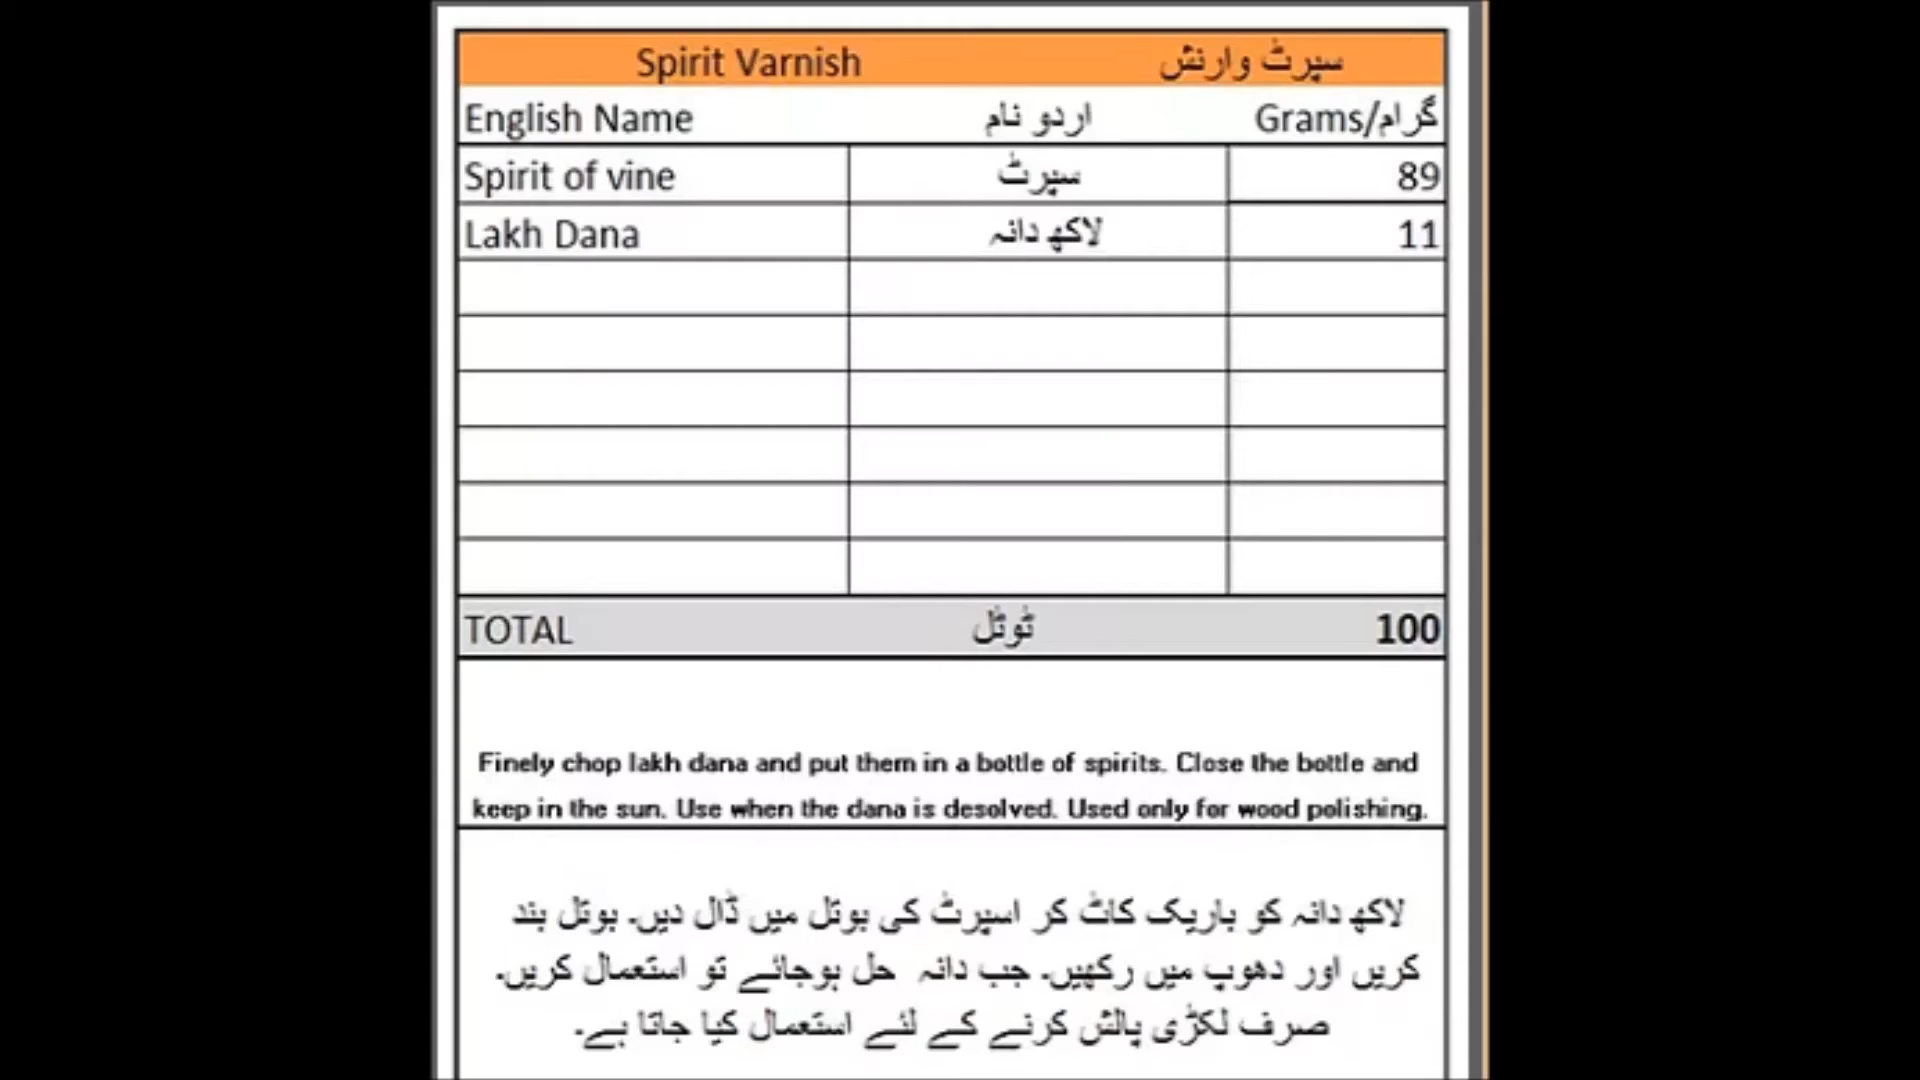 Spirit Varnish سپرٹ وارنش
English Name اردو نام Grams/گرام
Spirit of vine سپرٹ 89
Lakh Dana لاکھ دانہ 11
TOTAL ٹوٹل 100
Finely chop lakh dana and put them in a bottle of spirits. Close the bottle and
keep in the sun. Use when the dana is desolved. Used only for wood polishing.
لاکھ دانہ کو باریک کاٹ کر اسپرٹ کی بوتل میں ڈال دیں۔ بوتل بند
کریں اور دھوپ میں رکھیں۔ جب دانہ حل ہوجائے تو استعمال کریں۔
صرف لکڑی پالش کرنے کے لئے استعمال کیا جاتا ہے۔